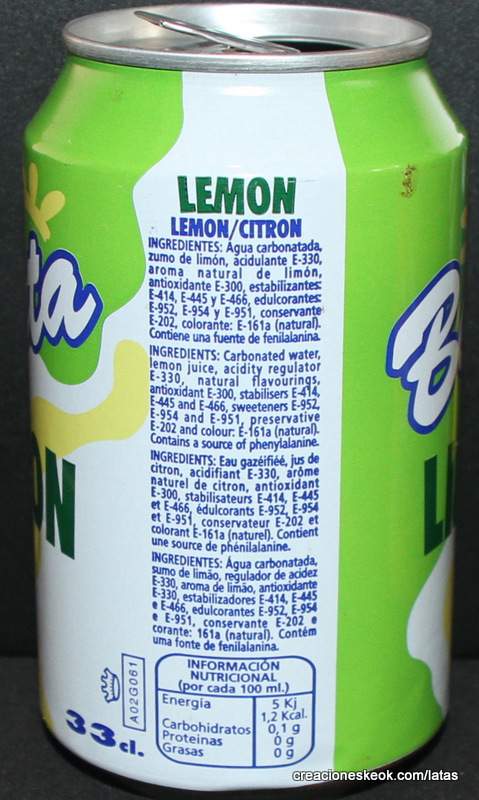 LEMON
LEMON/CITRON
INGREDIENTES: Agua carbonatada,
zumo de limón, acidulante E-330,
aroma natural de limón,
antioxidante E-300, estabilizantes:
E-414, E-445 y E-466, edulcorantes:
E-952, E-954 y E-951, conservante
E-202, colorante: E-161a (natural).
Contiene una fuente de fenilalanina.
INGREDIENTS: Carbonated water,
lemon juice, acidity regulator
E-330, natural flavourings,
antioxidant E-300, stabilisers E-414,
E-445 and E-466, sweeteners E-952,
E-954 and E-951, preservative
E-202 and colour: E-161a (natural).
Contains a source of phenylalanine.
INGREDIENTS: Eau gazéifiéé, jus de
citron, acidifiant E-330, arôme
naturel de citron, antioxidant
E-300, stabilisateurs E-414, E-445
et E-466, édulcorants E-952, E-954
et E-951, conservateur E-202 et
colorant E-161a (naturel). Contient
une source de phénilalanine.
INGREDIENTES: Água carbonatada,
sumo de limão, regulador de acidez
E-330, aroma de limão, antioxidante
E-330, estabilizadores E-414, E-445
e E-466, edulcorantes E-952, E-954
e E-951, conservante E-202 e
corante: 161a (natural). Contém
uma fonte de fenilalanina.
INFORMACIÓN
NUTRICIONAL
(por cada 100 ml.)
Energía 5 Kj
1,2 Kcal.
Carbohidratos 0,1 g
Proteinas 0 g
Grasas 0 g
A02G061
33 cl.
ta
ON
B
L
creacioneskeok.com/latas